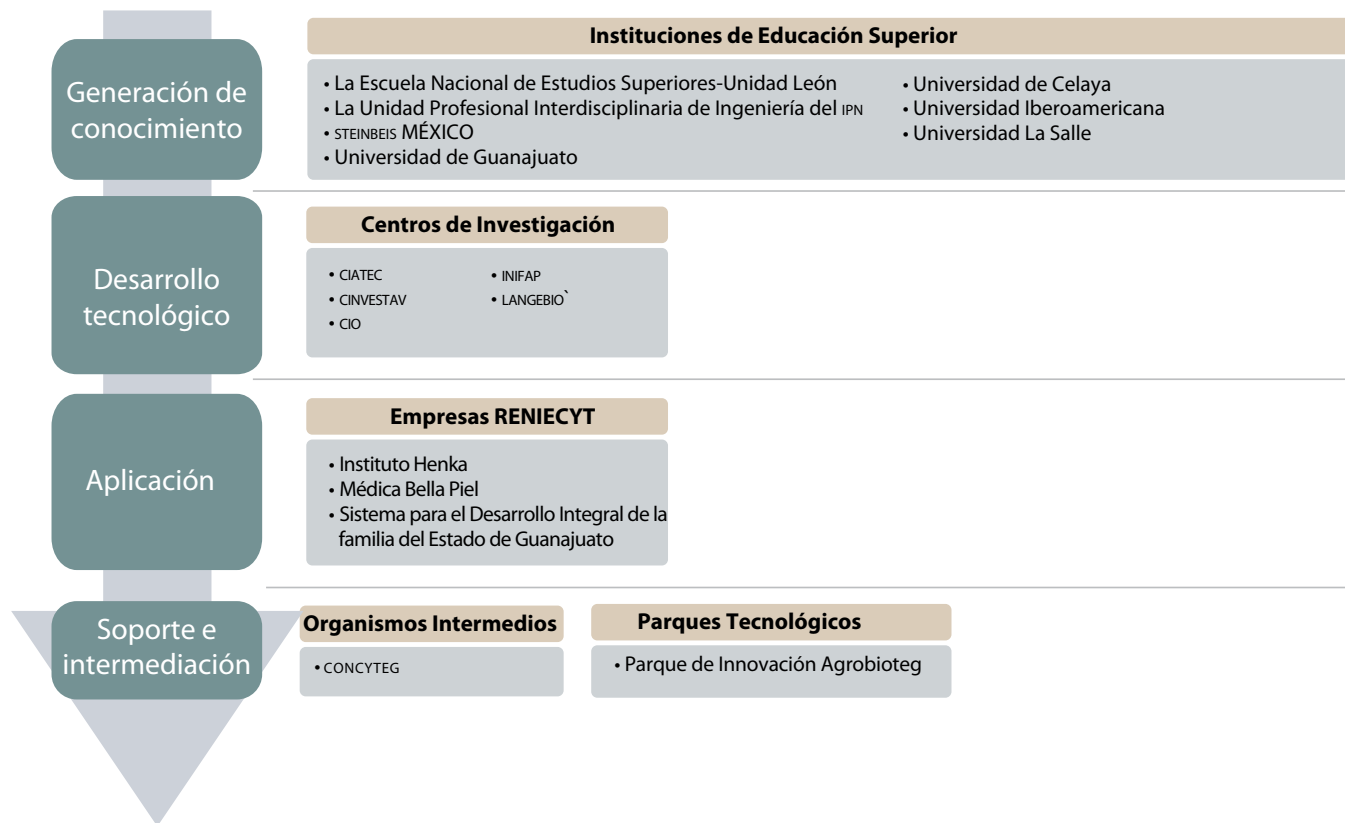 Generación de
conocimiento
Instituciones de Educación Superior
• La Escuela Nacional de Estudios Superiores-Unidad León
• La Unidad Profesional Interdisciplinaria de Ingeniería del IPN
• STEINBEIS MÉXICO
• Universidad de Guanajuato
• Universidad de Celaya
• Universidad Iberoamericana
• Universidad La Salle
Desarrollo
tecnológico
Centros de Investigación
• CIATEC
• CINVESTAV
• CIO
• INIFAP
• LANGEBIO`
Aplicación
Empresas RENIECYT
• Instituto Henka
• Médica Bella Piel
• Sistema para el Desarrollo Integral de la
familia del Estado de Guanajuato
Soporte e
intermediación
Organismos Intermedios
• CONCYTEG
Parques Tecnológicos
• Parque de Innovación Agrobioteg